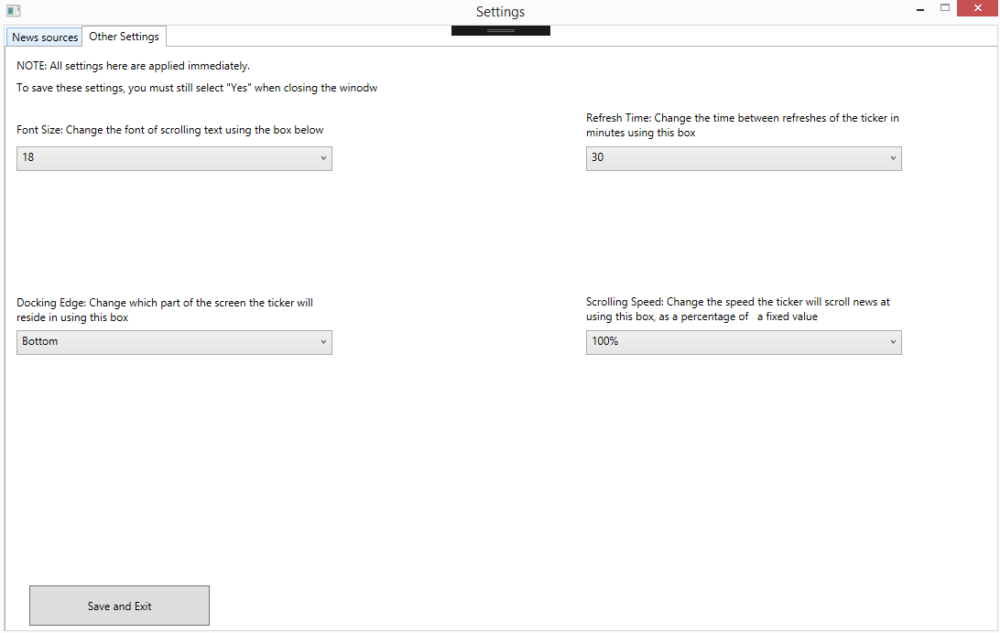 Settings
News sources
Other Settings
NOTE: All settings here are applied immediately.
To save these settings, you must still select "Yes" when closing the winodw
Font Size: Change the font of scrolling text using the box below
18
Refresh Time: Change the time between refreshes of the ticker in
minutes using this box
30
Docking Edge: Change which part of the screen the ticker will
reside in using this box
Bottom
Scrolling Speed: Change the speed the ticker will scroll news at
using this box, as a percentage of   a fixed value
100%
Save and Exit